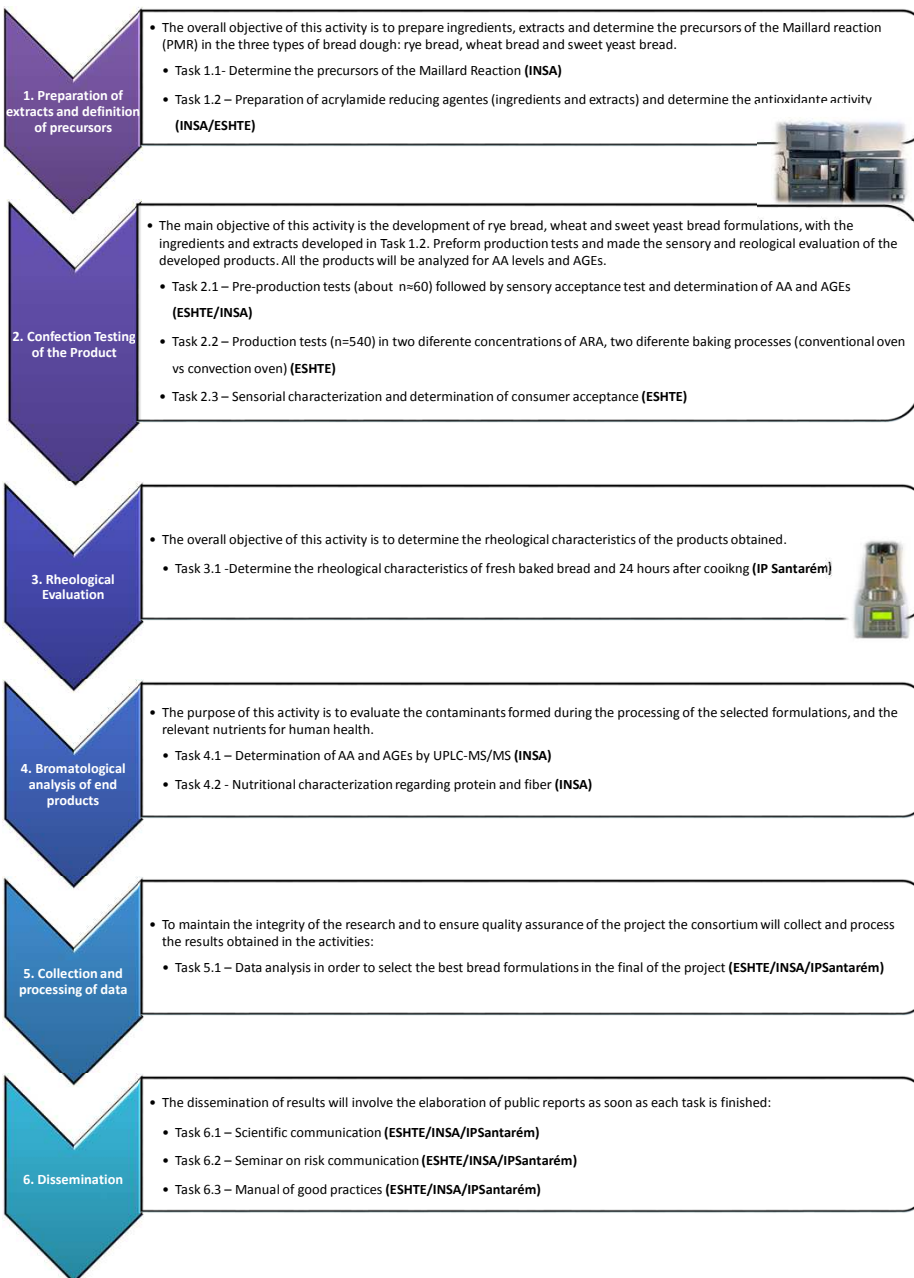 1. Preparation of
extracts and definition
of precursors
• The overall objective of this activity is to prepare ingredients, extracts and determine the precursors of the Maillard reaction
(PMR) in the three types of bread dough: rye bread, wheat bread and sweet yeast bread.
• Task 1.1- Determine the precursors of the Maillard Reaction (INSA)
• Task 1.2 – Preparation of acrylamide reducing agentes (ingredients and extracts) and determine the antioxidante activity
(INSA/ESHTE)
2. Confection Testing
of the Product
• The main objective of this activity is the development of rye bread, wheat and sweet yeast bread formulations, with the
ingredients and extracts developed in Task 1.2. Preform production tests and made the sensory and reological evaluation of the
developed products. All the products will be analyzed for AA levels and AGEs.
• Task 2.1 – Pre-production tests (about n≈60) followed by sensory acceptance test and determination of AA and AGEs
(ESHTE/INSA)
• Task 2.2 – Production tests (n=540) in two diferente concentrations of ARA, two diferente baking processes (conventional oven
vs convection oven) (ESHTE)
• Task 2.3 – Sensorial characterization and determination of consumer acceptance (ESHTE)
3. Rheological
Evaluation
• The overall objective of this activity is to determine the rheological characteristics of the products obtained.
• Task 3.1 -Determine the rheological characteristics of fresh baked bread and 24 hours after cooikng (IP Santarém)
4. Bromatological
analysis of end
products
• The purpose of this activity is to evaluate the contaminants formed during the processing of the selected formulations, and the
relevant nutrients for human health.
• Task 4.1 – Determination of AA and AGEs by UPLC-MS/MS (INSA)
• Task 4.2 - Nutritional characterization regarding protein and fiber (INSA)
5. Collection and
processing of data
• To maintain the integrity of the research and to ensure quality assurance of the project the consortium will collect and process
the results obtained in the activities:
• Task 5.1 – Data analysis in order to select the best bread formulations in the final of the project (ESHTE/INSA/IPSantarém)
6. Dissemination
• The dissemination of results will involve the elaboration of public reports as soon as each task is finished:
• Task 6.1 – Scientific communication (ESHTE/INSA/IPSantarém)
• Task 6.2 – Seminar on risk communication (ESHTE/INSA/IPSantarém)
• Task 6.3 – Manual of good practices (ESHTE/INSA/IPSantarém)